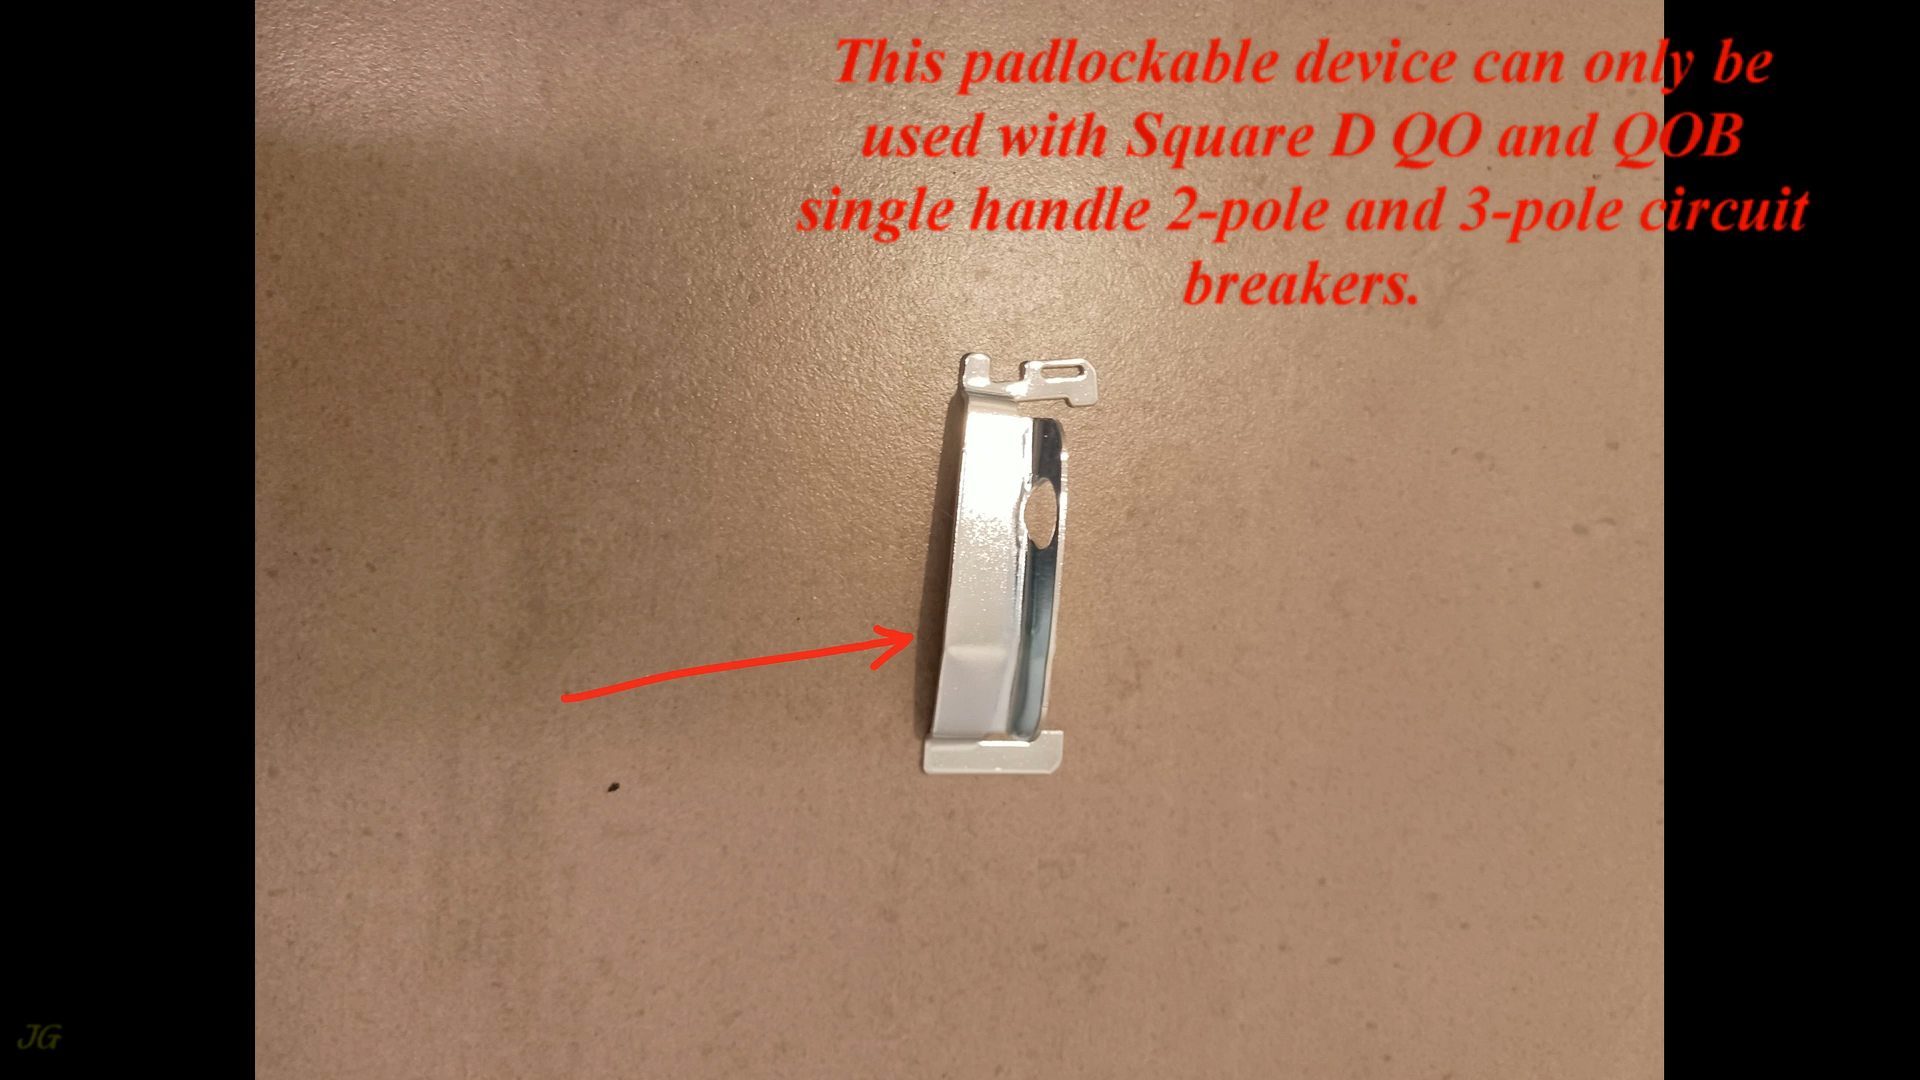 This padlockable device can only be
used with Square D QO and QOB
single handle 2-pole and 3-pole circuit
breakers.
JG